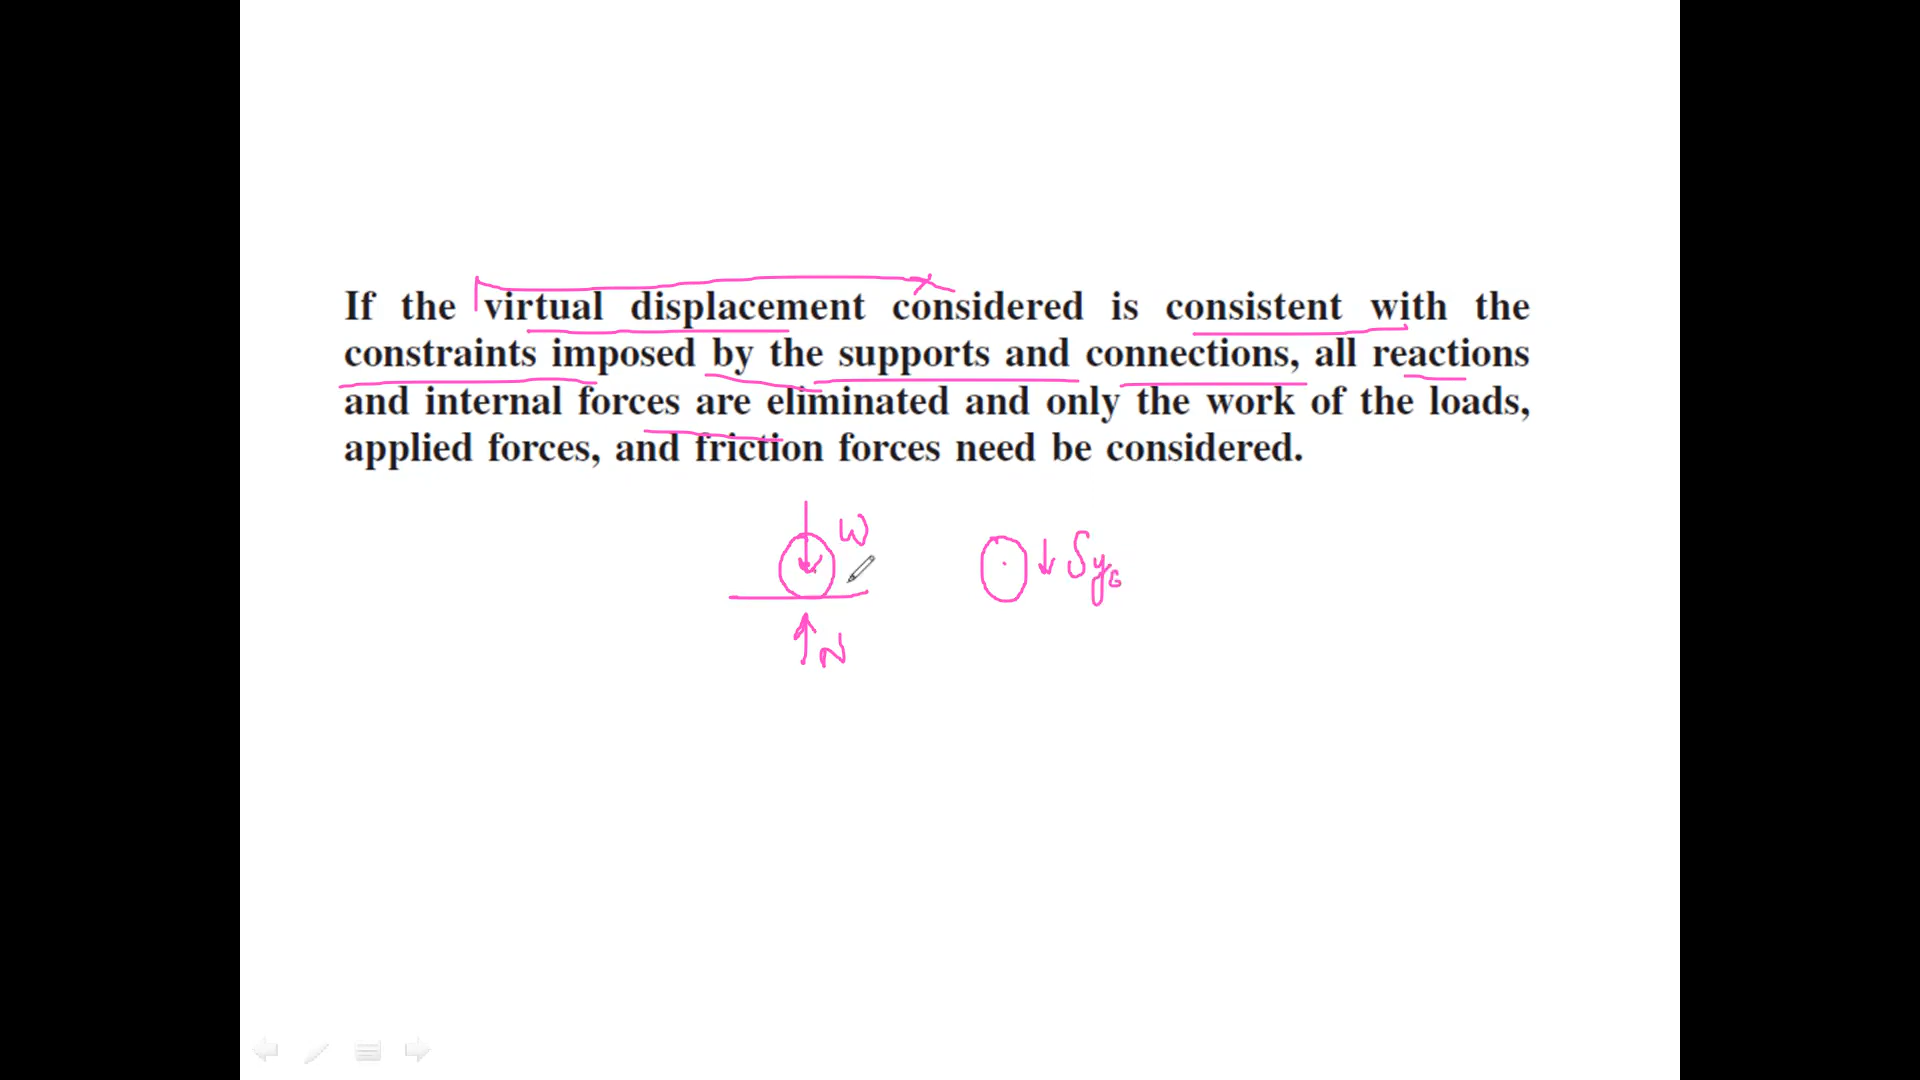 If the virtual displacement considered is consistent with the
constraints imposed by the supports and connections, all reactions
and internal forces are eliminated and only the work of the loads,
applied forces, and friction forces need be considered.
W
δy_G
N